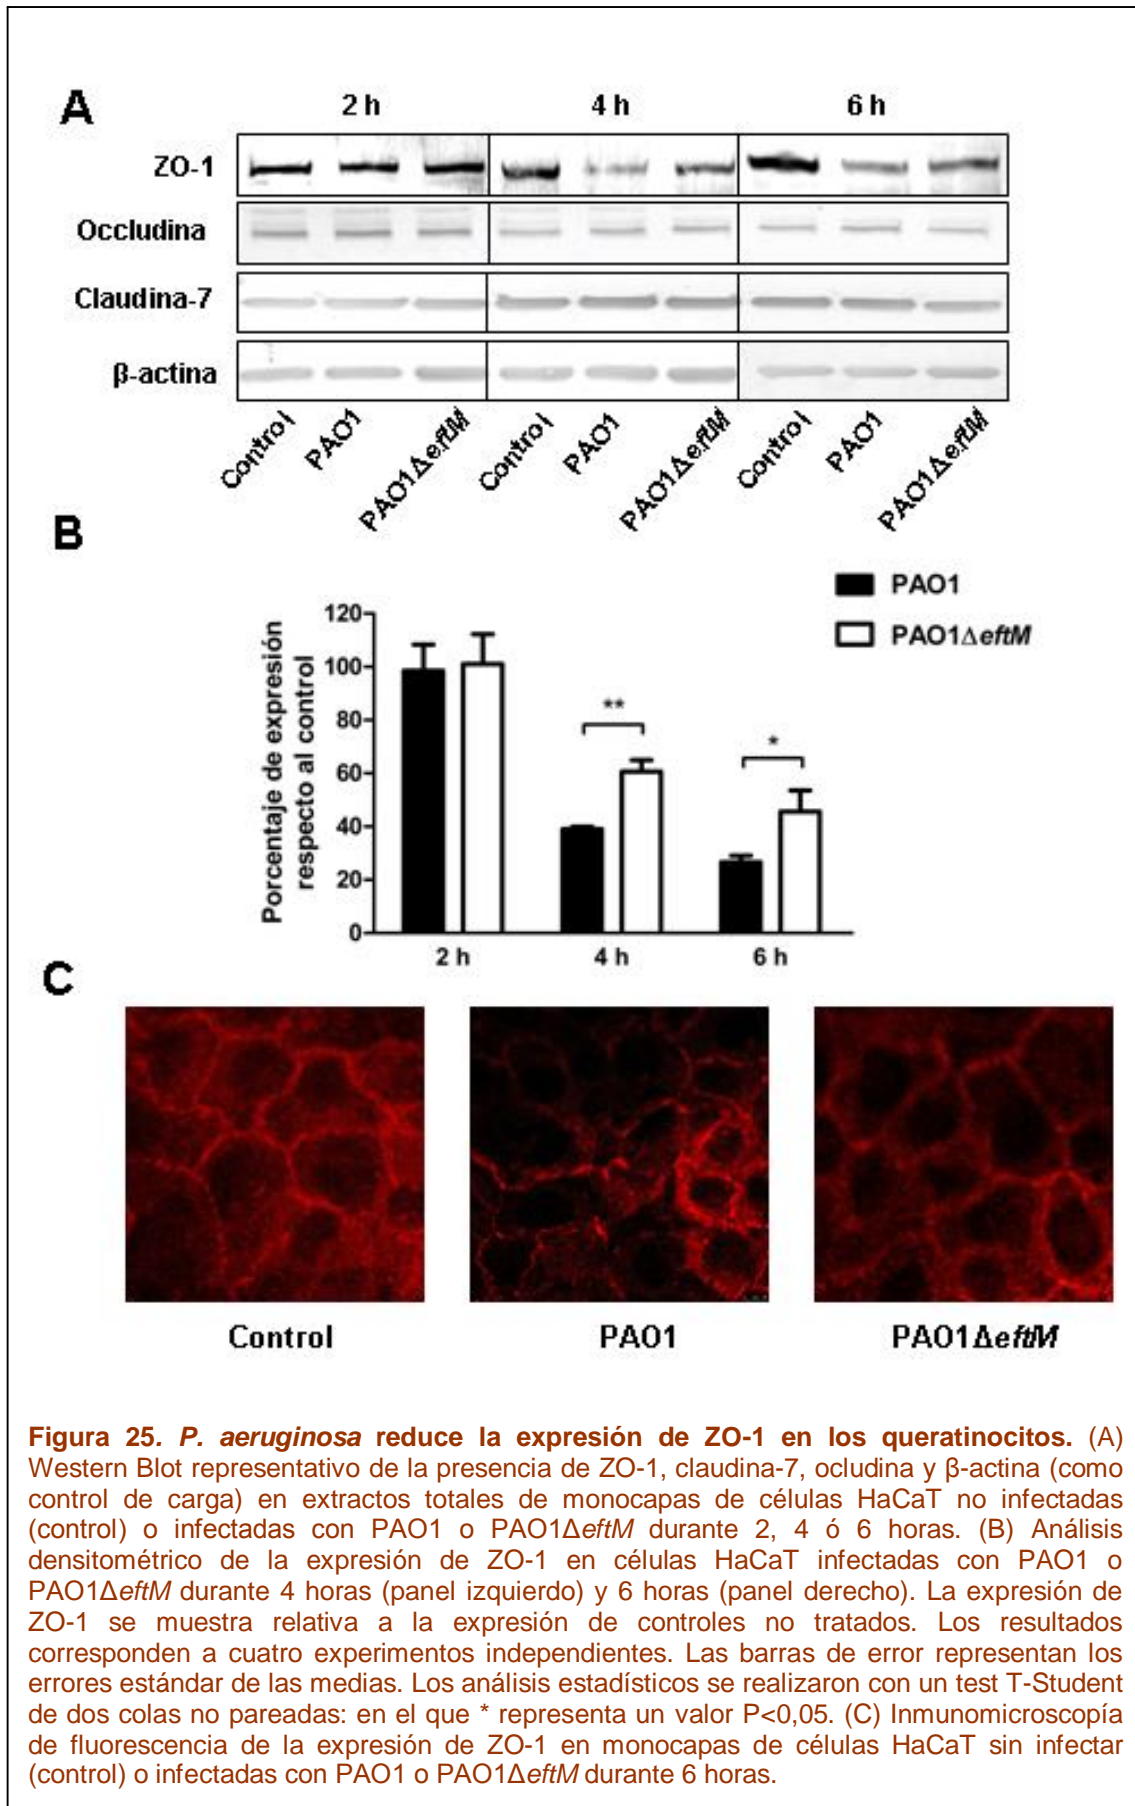 A
2 h 4 h 6 h
ZO-1
Occludina
Claudina-7
β-actina
Control PAO1 PAO1ΔeftM Control PAO1 PAO1ΔeftM Control PAO1 PAO1ΔeftM
B
PAO1
PAO1ΔeftM
Porcentaje de expresión
respecto al control
120
100
80
60
40
20
0
**
*
2 h 4 h 6 h
C
Control PAO1 PAO1ΔeftM
Figura 25. P. aeruginosa reduce la expresión de ZO-1 en los queratinocitos. (A)
Western Blot representativo de la presencia de ZO-1, claudina-7, ocludina y β-actina (como
control de carga) en extractos totales de monocapas de células HaCaT no infectadas
(control) o infectadas con PAO1 o PAO1ΔeftM durante 2, 4 ó 6 horas. (B) Análisis
densitométrico de la expresión de ZO-1 en células HaCaT infectadas con PAO1 o
PAO1ΔeftM durante 4 horas (panel izquierdo) y 6 horas (panel derecho). La expresión de
ZO-1 se muestra relativa a la expresión de controles no tratados. Los resultados
corresponden a cuatro experimentos independientes. Las barras de error representan los
errores estándar de las medias. Los análisis estadísticos se realizaron con un test T-Student
de dos colas no pareadas: en el que * representa un valor P<0,05. (C) Inmunomicroscopía
de fluorescencia de la expresión de ZO-1 en monocapas de células HaCaT sin infectar
(control) o infectadas con PAO1 o PAO1ΔeftM durante 6 horas.